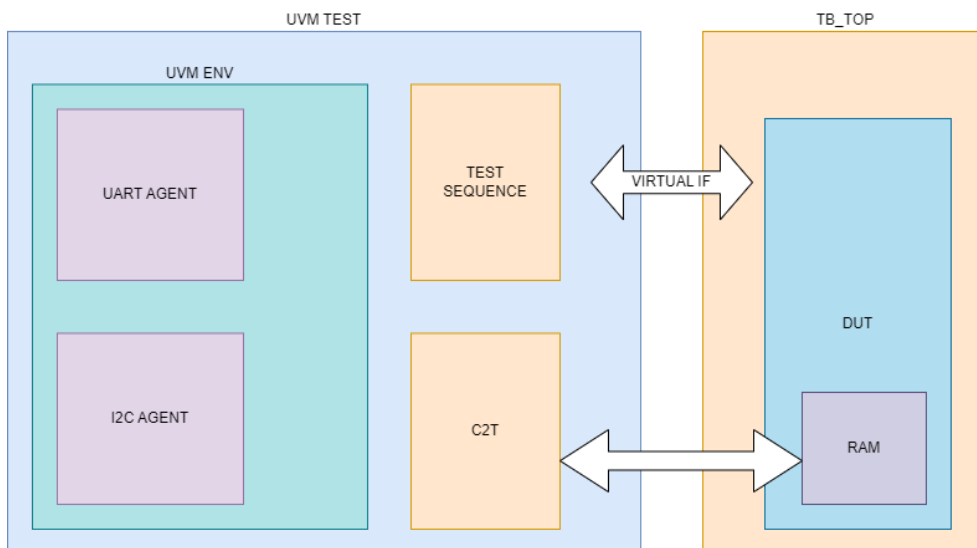 UVM TEST
TB_TOP
UVM ENV
UART AGENT
TEST
SEQUENCE
VIRTUAL IF
DUT
I2C AGENT
C2T
RAM